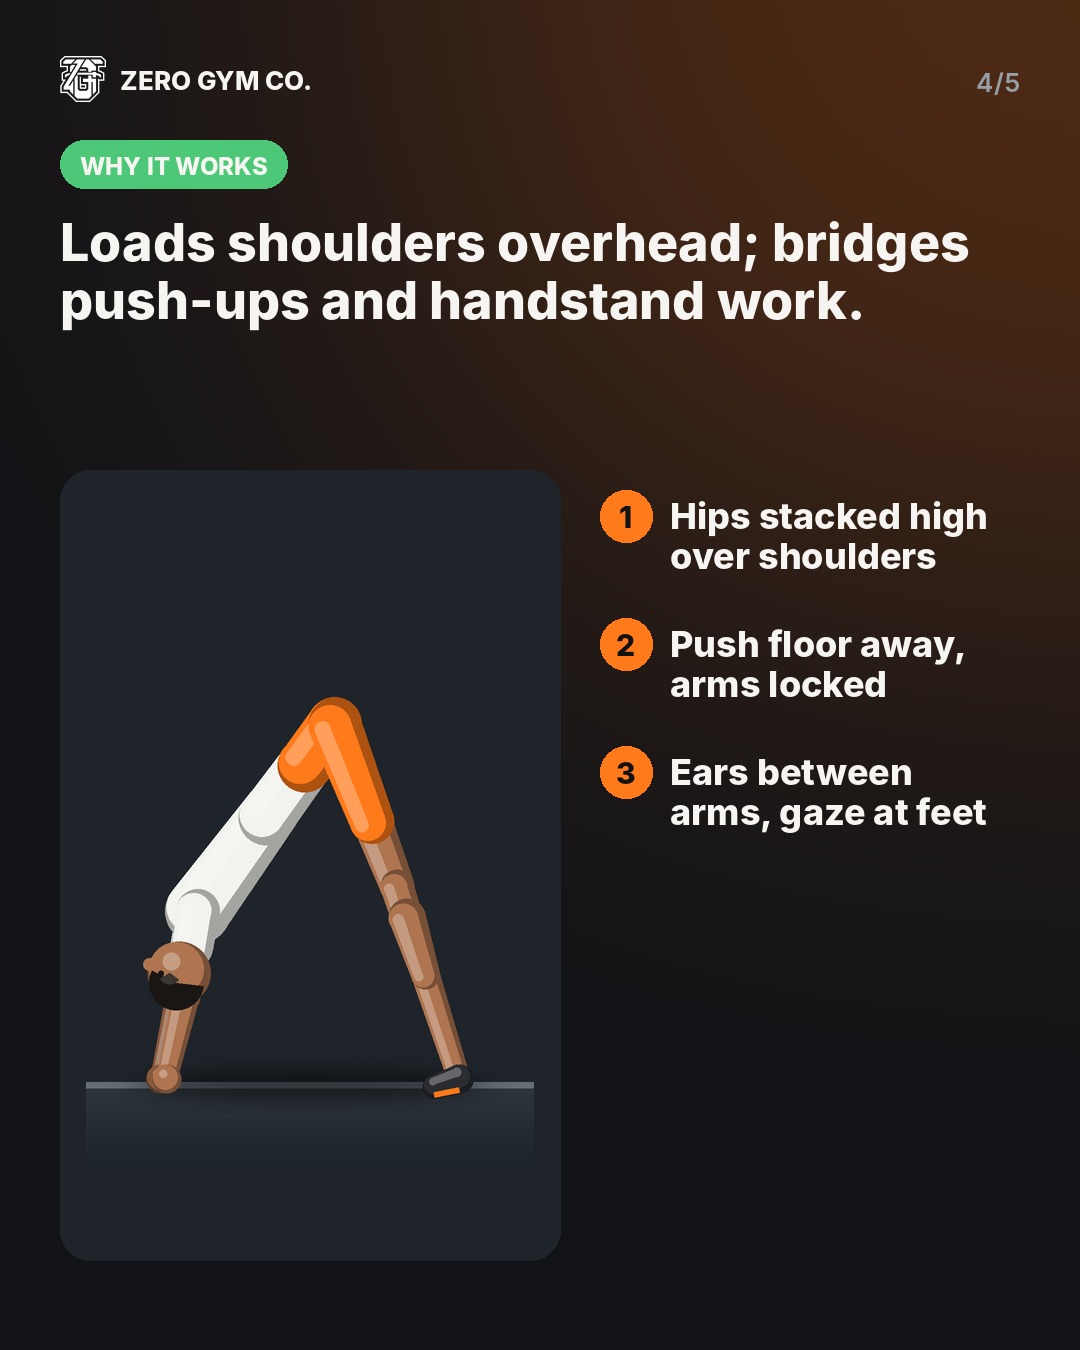 ZERO GYM CO.
4/5
WHY IT WORKS
Loads shoulders overhead; bridges
push-ups and handstand work.
1 Hips stacked high
over shoulders
2 Push floor away,
arms locked
3 Ears between
arms, gaze at feet